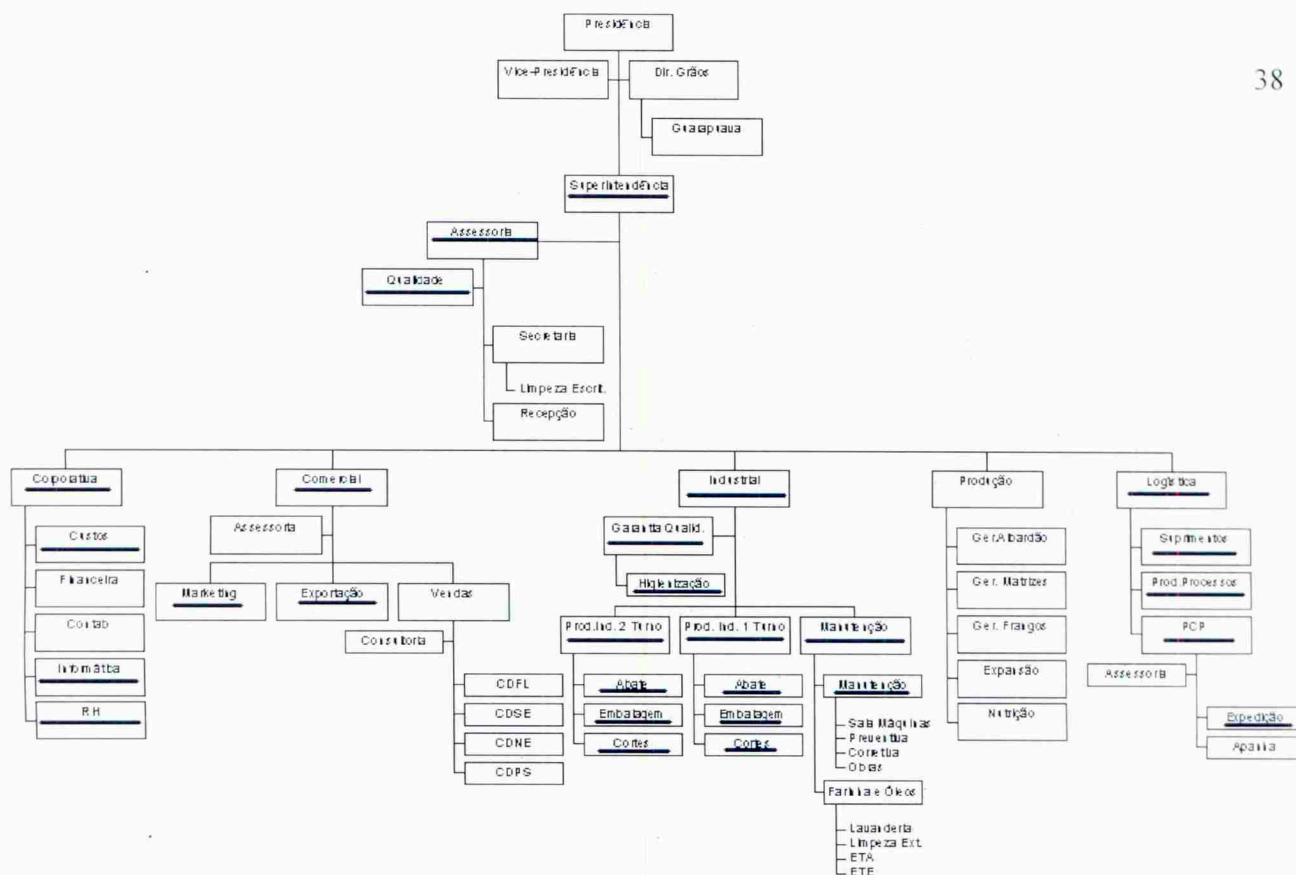 Presidência
Vice-Presidência
Dir. Grãos
38
Guarapuava
Superintendência
Assessoria
Qualidade
Secretaria
Limpeza Escrit.
Recepção
Corporativa
Comercial
Industrial
Produção
Logística
Custos
Financeira
Contab
Informática
RH
Assessoria
Marketing
Exportação
Vendas
Consultoria
CDFL
CDSE
CDNE
CDPS
Garantia Qualid.
Higienização
Prod.Ind. 2 Turno
Prod. Ind. 1 Turno
Manutenção
Abate
Embalagem
Cortes
Abate
Embalagem
Cortes
Manutenção
Sala Máquinas
Preventiva
Corretiva
Obras
Farinha e Óleos
Lavanderia
Limpeza Ext.
ETA
ETE
Ger.Albardão
Ger. Matrizes
Ger. Frangos
Expansão
Nutrição
Suprimentos
Prod.Processos
PCP
Assessoria
Expedição
Apanha